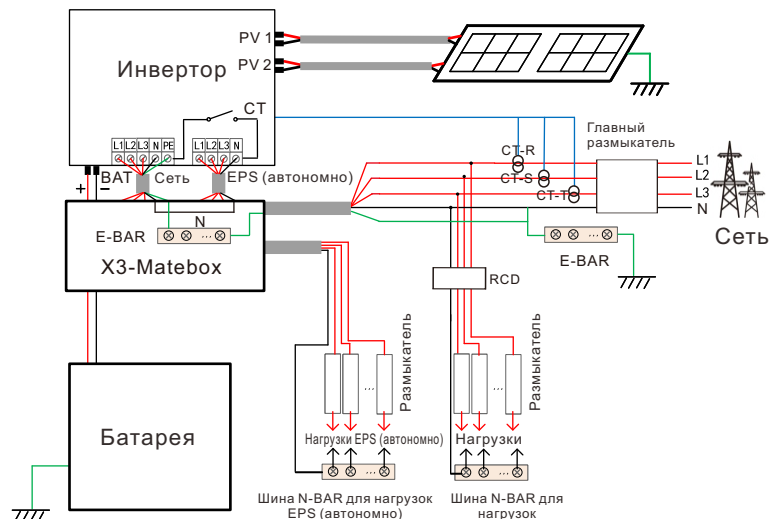 PV 1
PV 2
Инвертор
CT
L1 L2 L3 N PE
L1 L2 L3 N
BAT
Сеть
EPS (автономно)
+
−
CT-R
CT-S
CT-T
Главный
размыкатель
L1
L2
L3
N
Сеть
N
E-BAR
...
X3-Matebox
...
E-BAR
RCD
Батарея
...
Размыкатель
...
Размыкатель
Нагрузки EPS (автономно)
Нагрузки
...
...
Шина N-BAR для нагрузок
EPS (автономно)
Шина N-BAR для
нагрузок